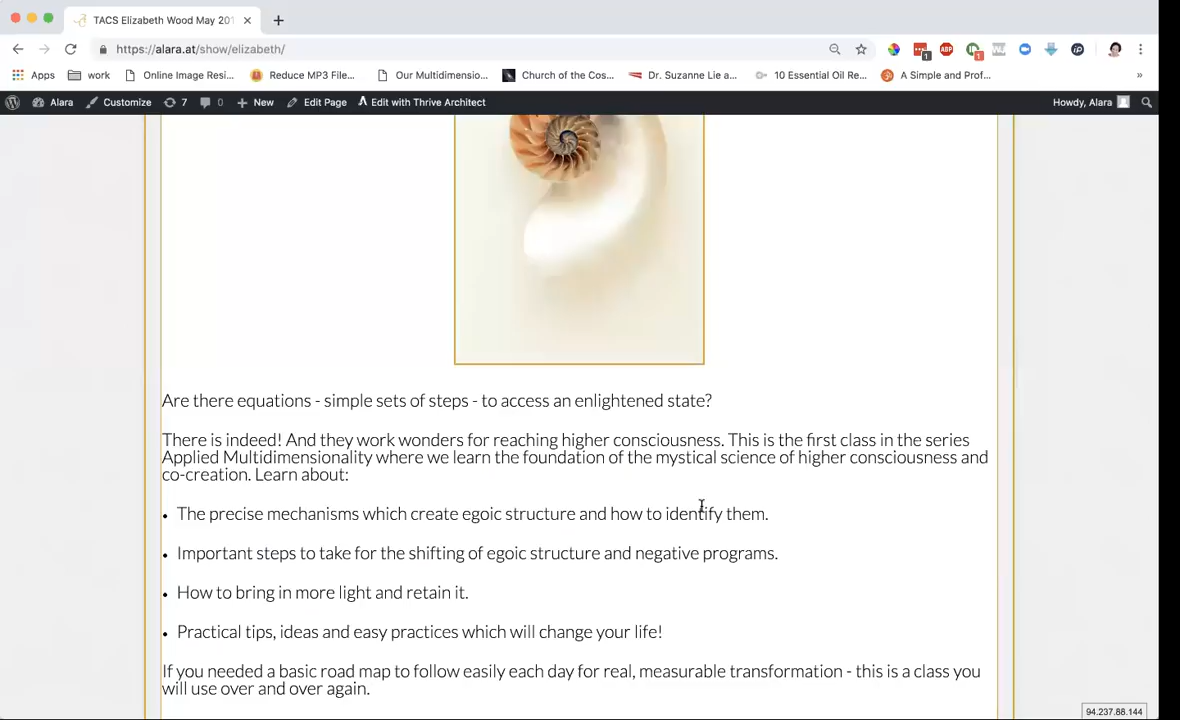 TACS Elizabeth Wood May 201
https://alara.at/show/elizabeth/
ABP
1
1
Apps
work
Online Image Resi...
Reduce MP3 File...
Our Multidimensio...
Church of the Cos...
Dr. Suzanne Lie a...
10 Essential Oil Re...
A Simple and Prof...
»
Alara
Customize
7
0
New
Edit Page
Edit with Thrive Architect
Howdy, Alara
Are there equations - simple sets of steps - to access an enlightened state?
There is indeed! And they work wonders for reaching higher consciousness. This is the first class in the series
Applied Multidimensionality where we learn the foundation of the mystical science of higher consciousness and
co-creation. Learn about:
• The precise mechanisms which create egoic structure and how to identify them.
• Important steps to take for the shifting of egoic structure and negative programs.
• How to bring in more light and retain it.
• Practical tips, ideas and easy practices which will change your life!
If you needed a basic road map to follow easily each day for real, measurable transformation - this is a class you
will use over and over again.
94.237.88.144